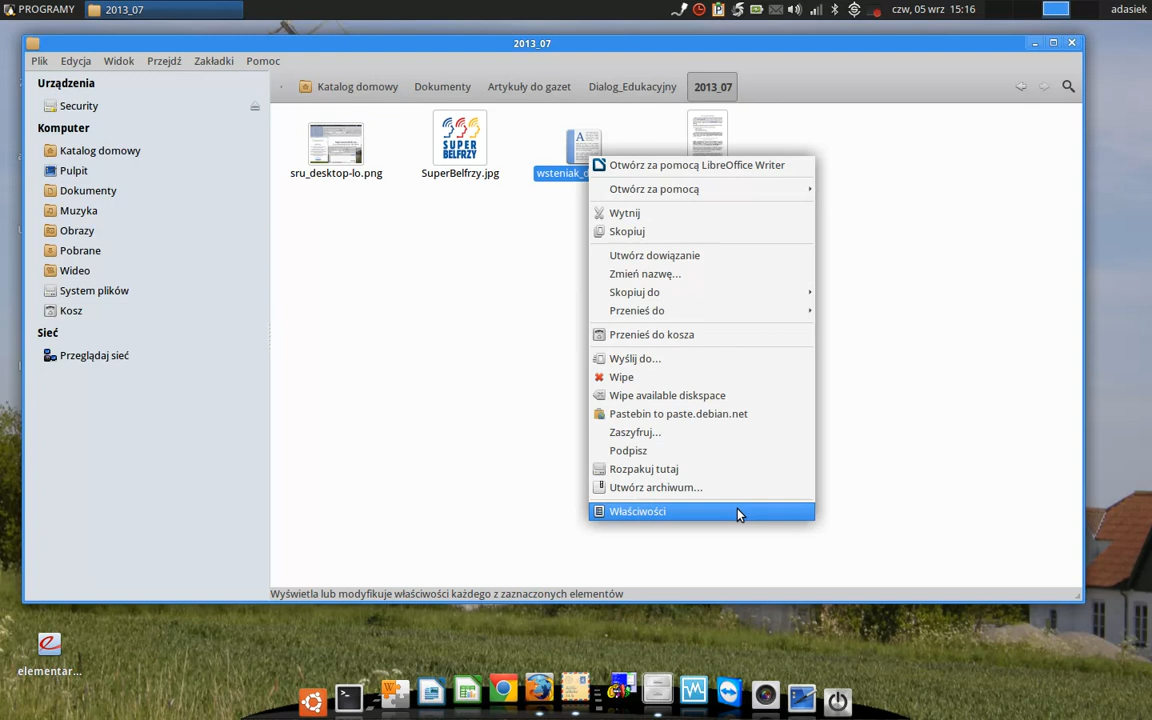 PROGRAMY
2013_07
czw, 05 wrz 15:16
adasiek
2013_07
Plik Edycja Widok Przejdź Zakładki Pomoc
Urządzenia
Security
Komputer
Katalog domowy
Pulpit
Dokumenty
Muzyka
Obrazy
Pobrane
Wideo
System plików
Kosz
Sieć
Przeglądaj sieć
Katalog domowy Dokumenty Artykuły do gazet Dialog_Edukacyjny 2013_07
sru_desktop-lo.png
SUPER
BELFRZY
SuperBelfrzy.jpg
Otwórz za pomocą LibreOffice Writer
Otwórz za pomocą
Wytnij
Skopiuj
Utwórz dowiązanie
Zmień nazwę...
Skopiuj do
Przenieś do
Przenieś do kosza
Wyślij do...
Wipe
Wipe available diskspace
Pastebin to paste.debian.net
Zaszyfruj...
Podpisz
Rozpakuj tutaj
Utwórz archiwum...
Właściwości
Wyświetla lub modyfikuje właściwości każdego z zaznaczonych elementów
elementar...